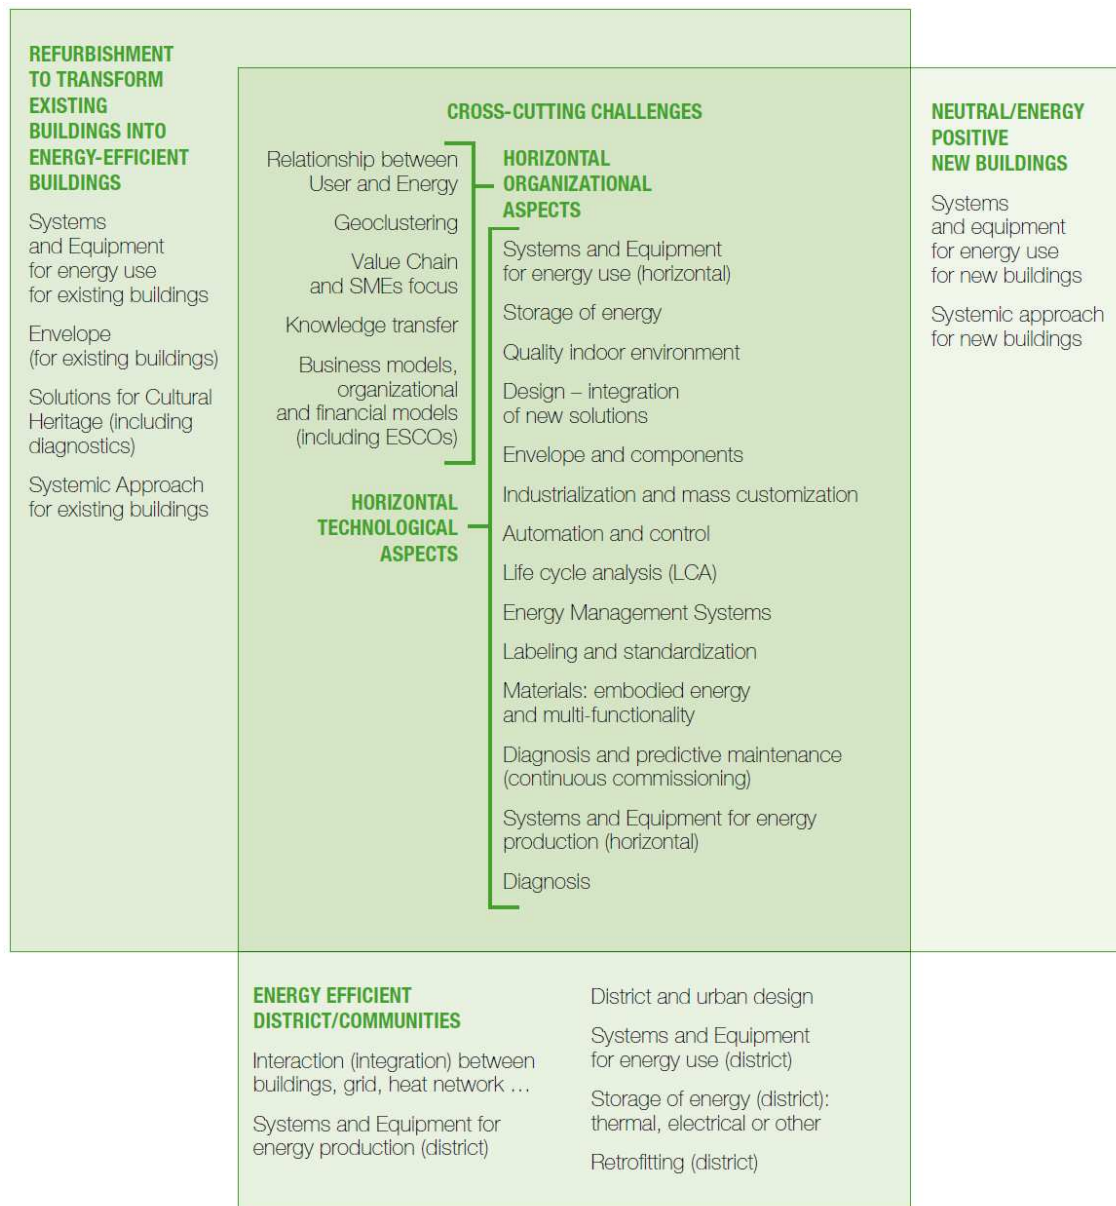 REFURBISHMENT
TO TRANSFORM
EXISTING
BUILDINGS INTO
ENERGY-EFFICIENT
BUILDINGS
Systems
and Equipment
for energy use
for existing buildings
Envelope
(for existing buildings)
Solutions for Cultural
Heritage (including
diagnostics)
Systemic Approach
for existing buildings
CROSS-CUTTING CHALLENGES
Relationship between
User and Energy
Geoclustering
Value Chain
and SMEs focus
Knowledge transfer
Business models,
organizational
and financial models
(including ESCOs)
HORIZONTAL
ORGANIZATIONAL
ASPECTS
HORIZONTAL
TECHNOLOGICAL
ASPECTS
Systems and Equipment
for energy use (horizontal)
Storage of energy
Quality indoor environment
Design – integration
of new solutions
Envelope and components
Industrialization and mass customization
Automation and control
Life cycle analysis (LCA)
Energy Management Systems
Labeling and standardization
Materials: embodied energy
and multi-functionality
Diagnosis and predictive maintenance
(continuous commissioning)
Systems and Equipment for energy
production (horizontal)
Diagnosis
NEUTRAL/ENERGY
POSITIVE
NEW BUILDINGS
Systems
and equipment
for energy use
for new buildings
Systemic approach
for new buildings
ENERGY EFFICIENT
DISTRICT/COMMUNITIES
Interaction (integration) between
buildings, grid, heat network …
Systems and Equipment for
energy production (district)
District and urban design
Systems and Equipment
for energy use (district)
Storage of energy (district):
thermal, electrical or other
Retrofitting (district)